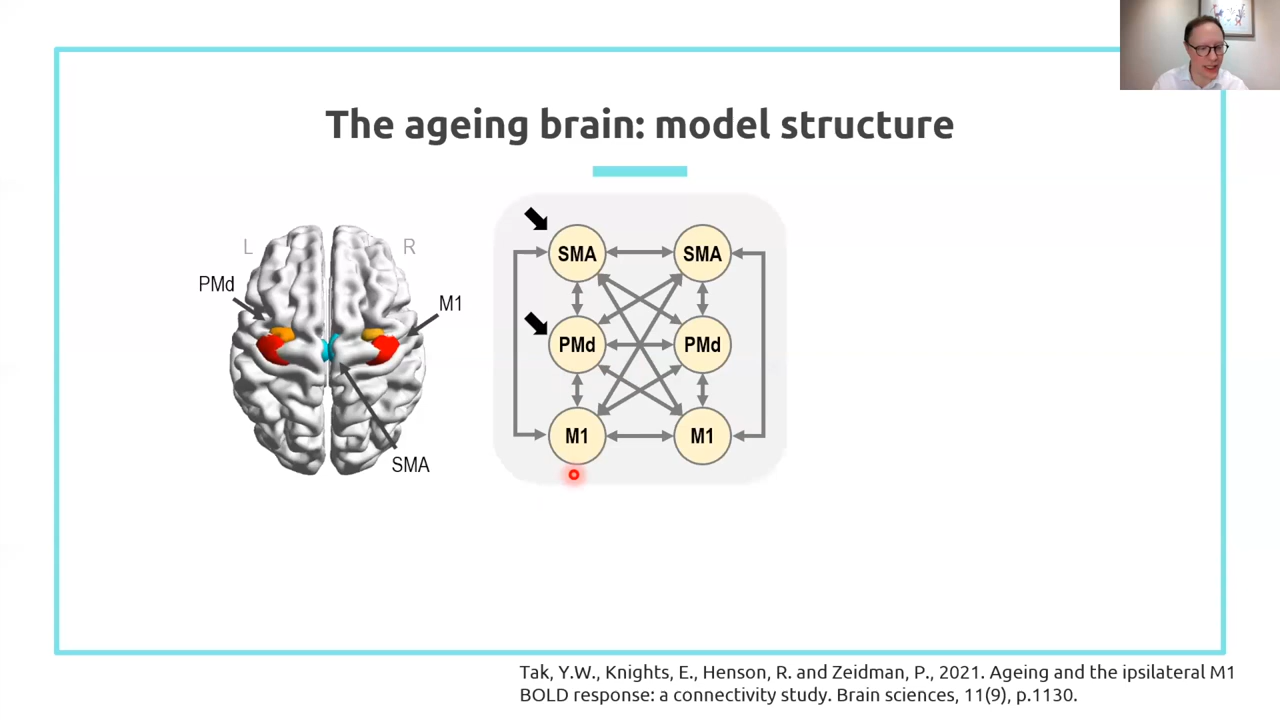 The ageing brain: model structure
L
R
PMd
M1
SMA
SMA
SMA
PMd
PMd
M1
M1
Tak, Y.W., Knights, E., Henson, R. and Zeidman, P., 2021. Ageing and the ipsilateral M1
BOLD response: a connectivity study. Brain sciences, 11(9), p.1130.